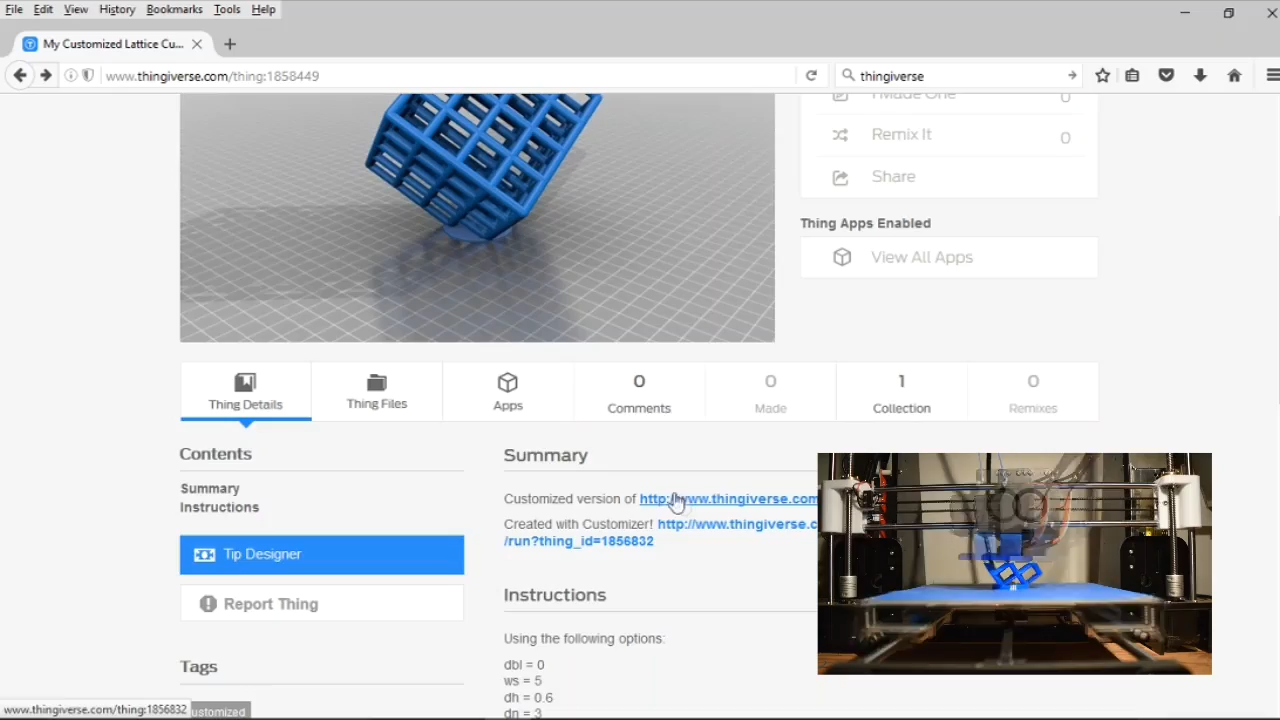 File Edit View History Bookmarks Tools Help
My Customized Lattice Cu...
www.thingiverse.com/thing:1858449
thingiverse
I Made One 0
Remix It 0
Share
Thing Apps Enabled
View All Apps
Thing Details
Thing Files
Apps
0 Comments
0 Made
1 Collection
0 Remixes
Contents
Summary
Instructions
Tip Designer
Report Thing
Tags
ustomized
Summary
Customized version of http://www.thingiverse.com
Created with Customizer! http://www.thingiverse.c
/run?thing_id=1856832
Instructions
Using the following options:
dbl = 0
ws = 5
dh = 0.6
dn = 3
www.thingiverse.com/thing:1856832